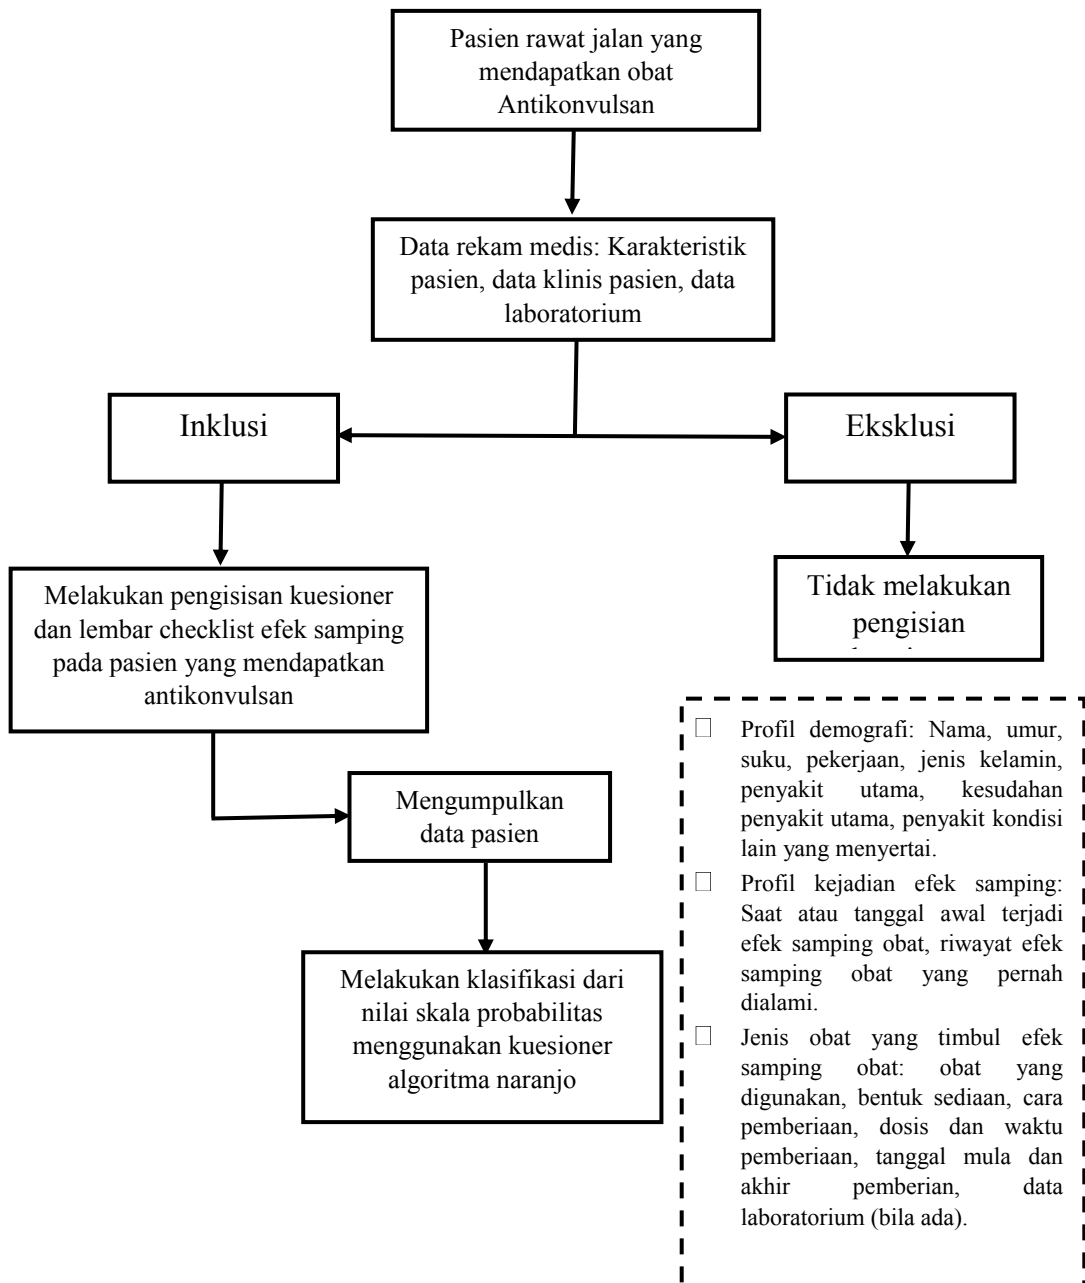 Pasien rawat jalan yang
mendapatkan obat
Antikonvulsan
Data rekam medis: Karakteristik
pasien, data klinis pasien, data
laboratorium
Inklusi
Eksklusi
Melakukan pengisisan kuesioner
dan lembar checklist efek samping
pada pasien yang mendapatkan
antikonvulsan
Tidak melakukan
pengisian
Mengumpulkan
data pasien
Melakukan klasifikasi dari
nilai skala probabilitas
menggunakan kuesioner
algoritma naranjo
Profil demografi: Nama, umur,
suku, pekerjaan, jenis kelamin,
penyakit utama, kesudahan
penyakit utama, penyakit kondisi
lain yang menyertai.
Profil kejadian efek samping:
Saat atau tanggal awal terjadi
efek samping obat, riwayat efek
samping obat yang pernah
dialami.
Jenis obat yang timbul efek
samping obat: obat yang
digunakan, bentuk sediaan, cara
pemberiaan, dosis dan waktu
pemberiaan, tanggal mula dan
akhir pemberian, data
laboratorium (bila ada).